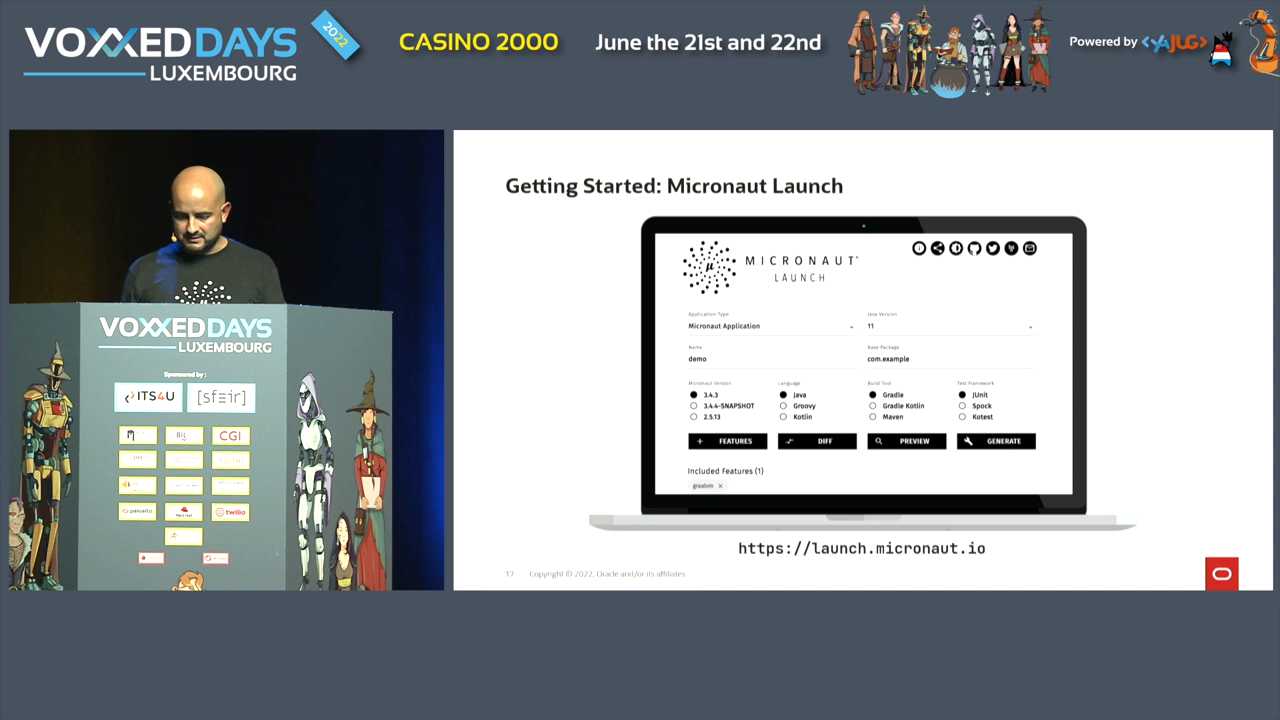 VOXXED DAYS
LUXEMBOURG
2022
CASINO 2000
June the 21st and 22nd
Powered by <YAJUG>
VOXXED DAYS
LUXEMBOURG
Sponsored by :
ITS4U
[sfeir]
CGI
paloalto
Red Hat
twilio
Getting Started: Micronaut Launch
μ
MICRONAUT
LAUNCH
Application Type
Java Version
Micronaut Application
11
Name
Base Package
demo
com.example
Micronaut Version
Language
Build Tool
Test Framework
3.4.3
Java
Gradle
JUnit
3.4.4-SNAPSHOT
Groovy
Gradle Kotlin
Spock
2.5.13
Kotlin
Maven
Kotest
+ FEATURES
DIFF
PREVIEW
GENERATE
Included Features (1)
graalvm ×
https://launch.micronaut.io
17 Copyright © 2022, Oracle and/or its affiliates